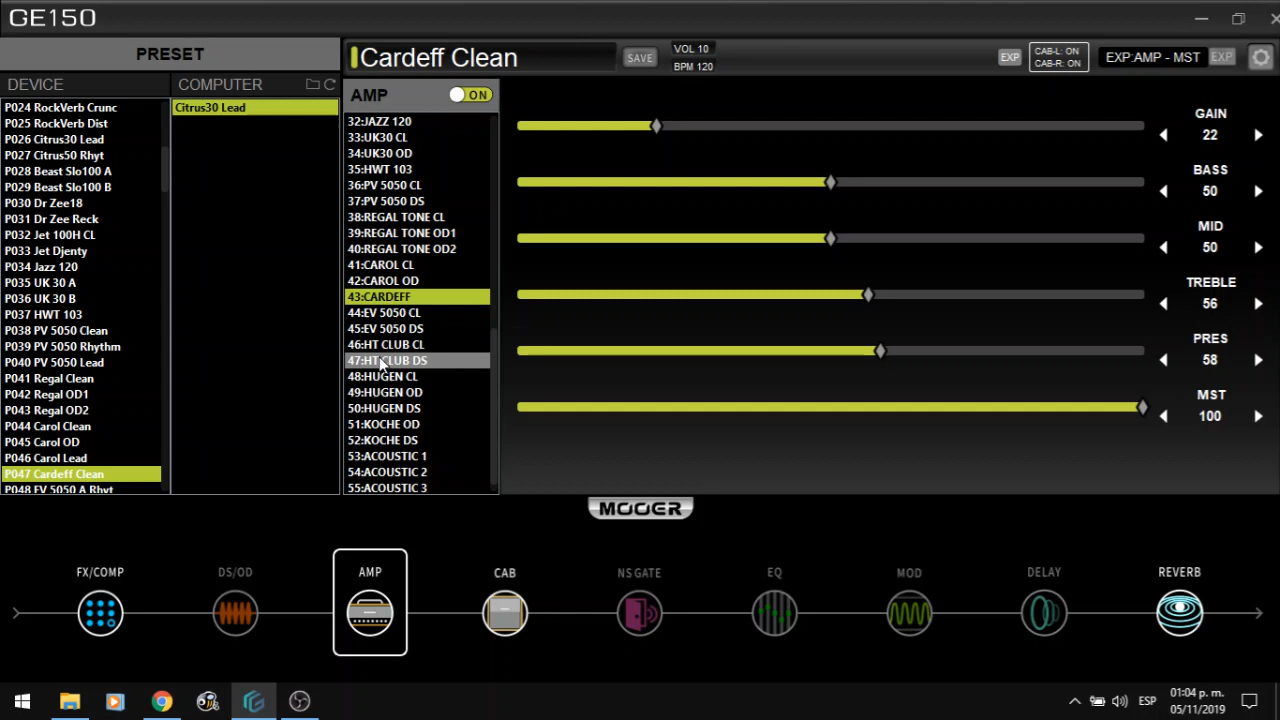 GE150
PRESET
DEVICE
COMPUTER
P024 RockVerb Crunc
P025 RockVerb Dist
P026 Citrus30 Lead
P027 Citrus50 Rhyt
P028 Beast Slo100 A
P029 Beast Slo100 B
P030 Dr Zee18
P031 Dr Zee Reck
P032 Jet 100H CL
P033 Jet Djenty
P034 Jazz 120
P035 UK 30 A
P036 UK 30 B
P037 HWT 103
P038 PV 5050 Clean
P039 PV 5050 Rhythm
P040 PV 5050 Lead
P041 Regal Clean
P042 Regal OD1
P043 Regal OD2
P044 Carol Clean
P045 Carol OD
P046 Carol Lead
P047 Cardeff Clean
P048 EV 5050 A Rhyt
Citrus30 Lead
Cardeff Clean
SAVE
VOL 10
BPM 120
EXP
CAB-L: ON
CAB-R: ON
EXP:AMP - MST
EXP
AMP
ON
32:JAZZ 120
33:UK30 CL
34:UK30 OD
35:HWT 103
36:PV 5050 CL
37:PV 5050 DS
38:REGAL TONE CL
39:REGAL TONE OD1
40:REGAL TONE OD2
41:CAROL CL
42:CAROL OD
43:CARDEFF
44:EV 5050 CL
45:EV 5050 DS
46:HT CLUB CL
47:HT CLUB DS
48:HUGEN CL
49:HUGEN OD
50:HUGEN DS
51:KOCHE OD
52:KOCHE DS
53:ACOUSTIC 1
54:ACOUSTIC 2
55:ACOUSTIC 3
GAIN
22
BASS
50
MID
50
TREBLE
56
PRES
58
MST
100
MOOER
FX/COMP
DS/OD
AMP
CAB
NS GATE
EQ
MOD
DELAY
REVERB
ESP
01:04 p. m.
05/11/2019